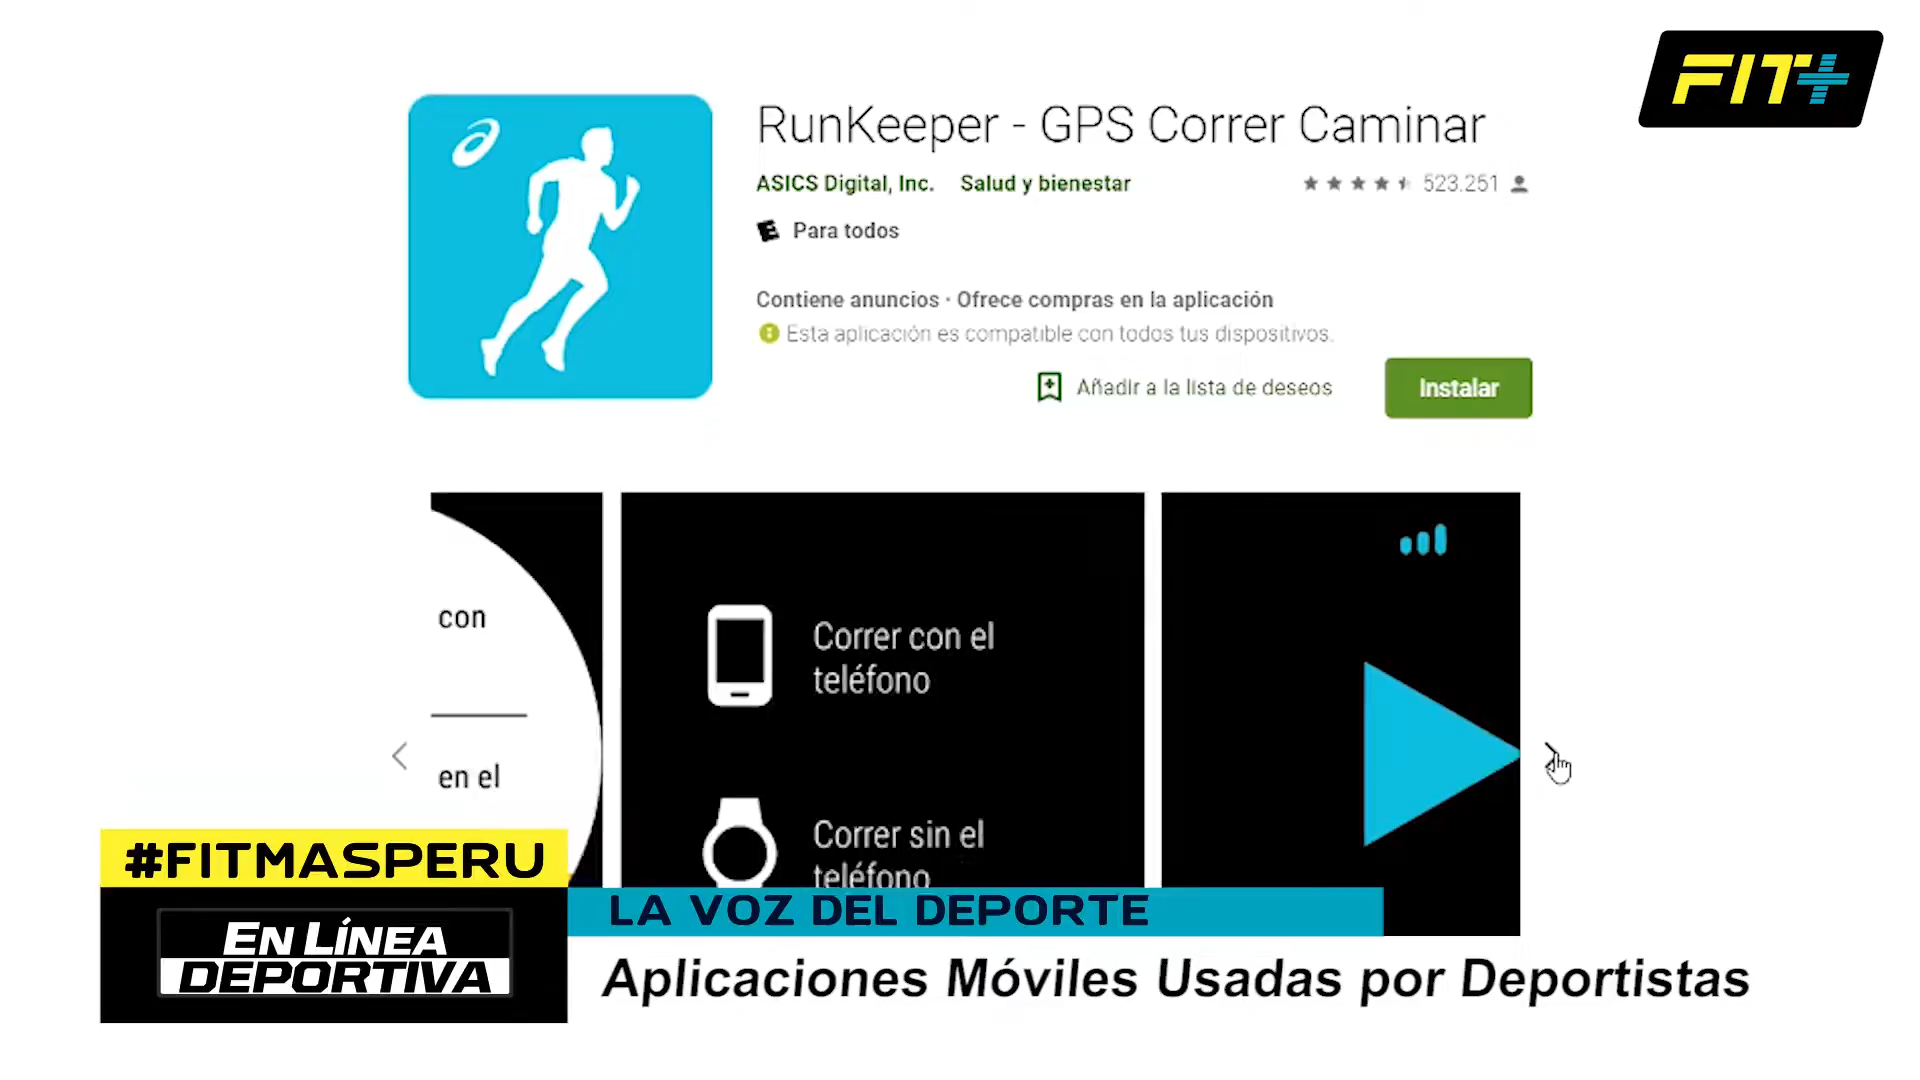 FIT+
RunKeeper - GPS Correr Caminar
ASICS Digital, Inc. Salud y bienestar
523.251
E Para todos
Contiene anuncios · Ofrece compras en la aplicación
Esta aplicación es compatible con todos tus dispositivos.
Añadir a la lista de deseos
Instalar
con
en el
Correr con el
teléfono
Correr sin el
teléfono
#FITMASPERU
EN LÍNEA
DEPORTIVA
LA VOZ DEL DEPORTE
Aplicaciones Móviles Usadas por Deportistas